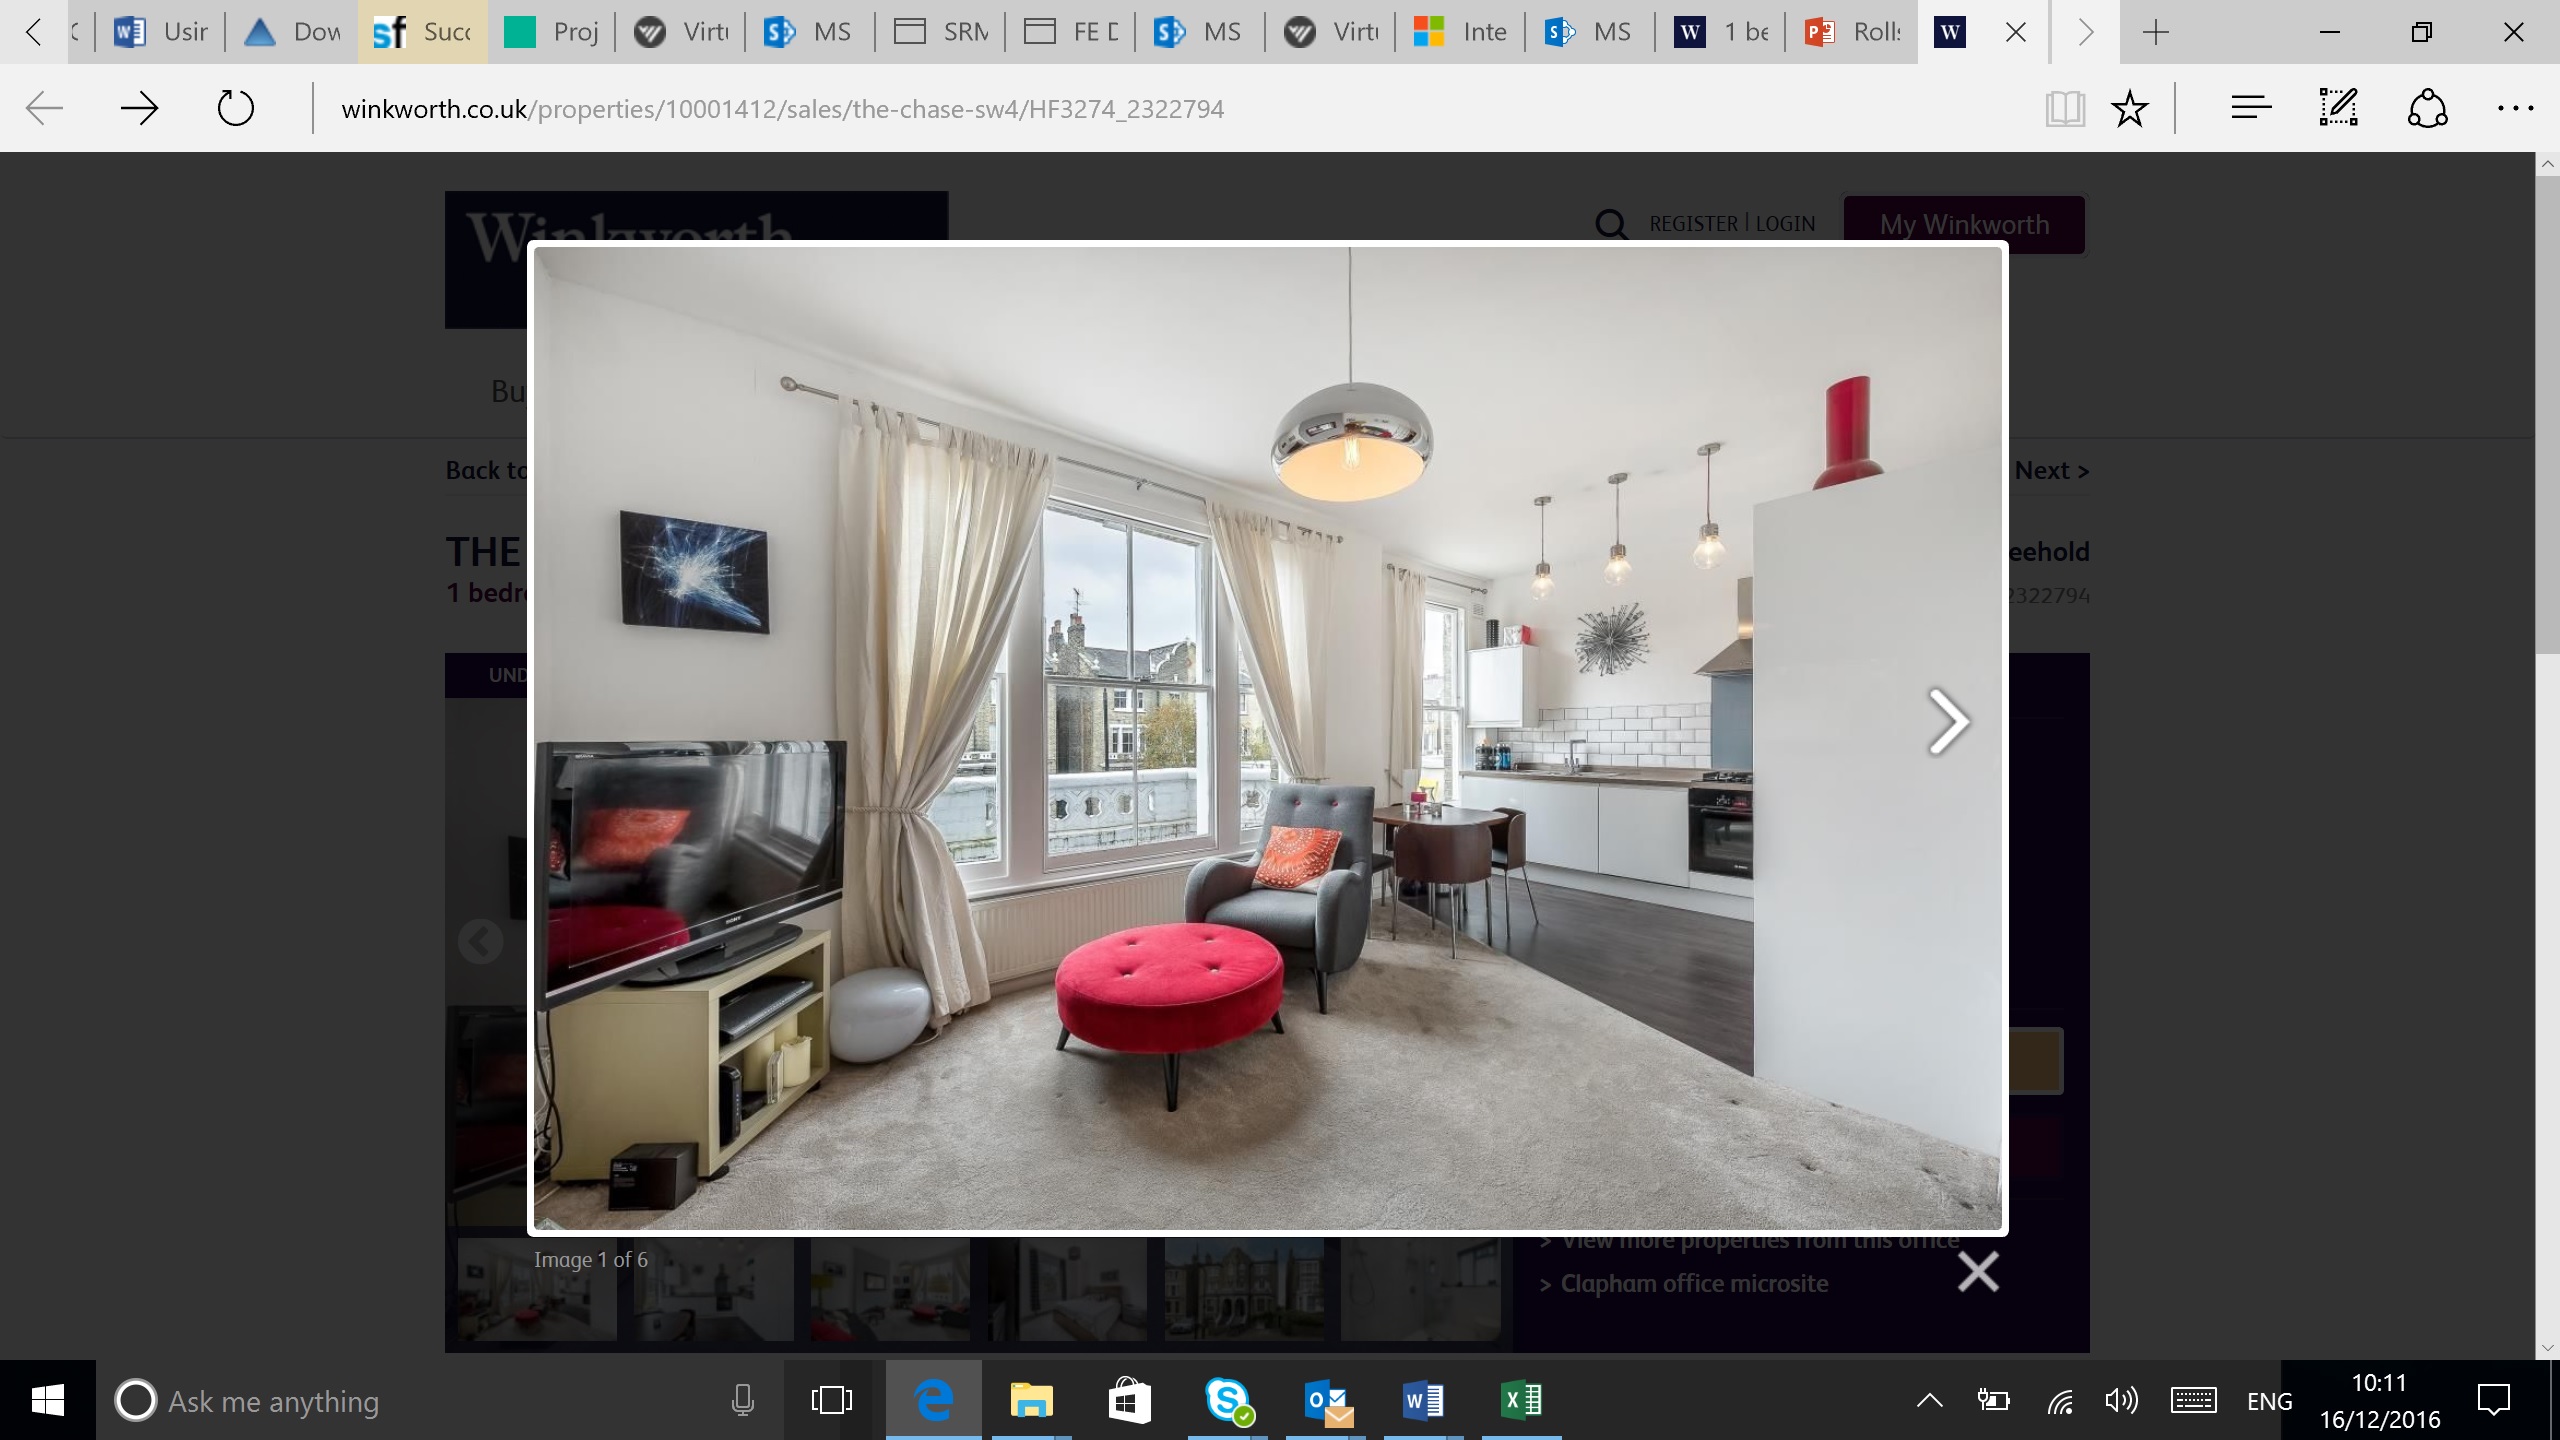 Usir
Dow
Succ
Proj
Virtu
MS
SRM
FE D
MS
Virtu
Inte
MS
1 be
Rolls
winkworth.co.uk/properties/10001412/sales/the-chase-sw4/HF3274_2322794
Winkworth
REGISTER | LOGIN
My Winkworth
Bu
Back to
Next >
THE
eehold
1 bedr
2322794
UND
SONY
> View more properties from this office
Image 1 of 6
> Clapham office microsite
Ask me anything
ENG
10:11
16/12/2016